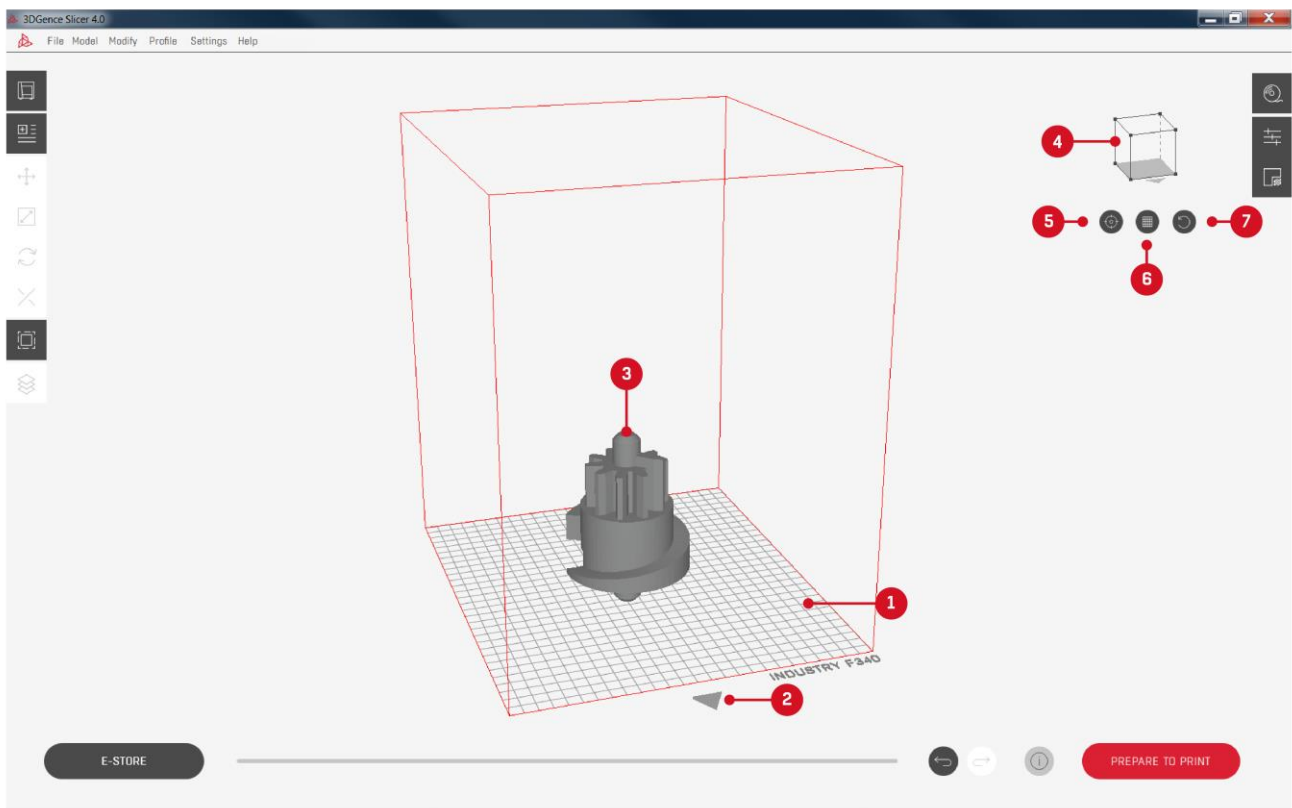 3DGence Slicer 4.0
File Model Modify Profile Settings Help
4
5
7
6
3
1
INDUSTRY F340
2
E-STORE
PREPARE TO PRINT